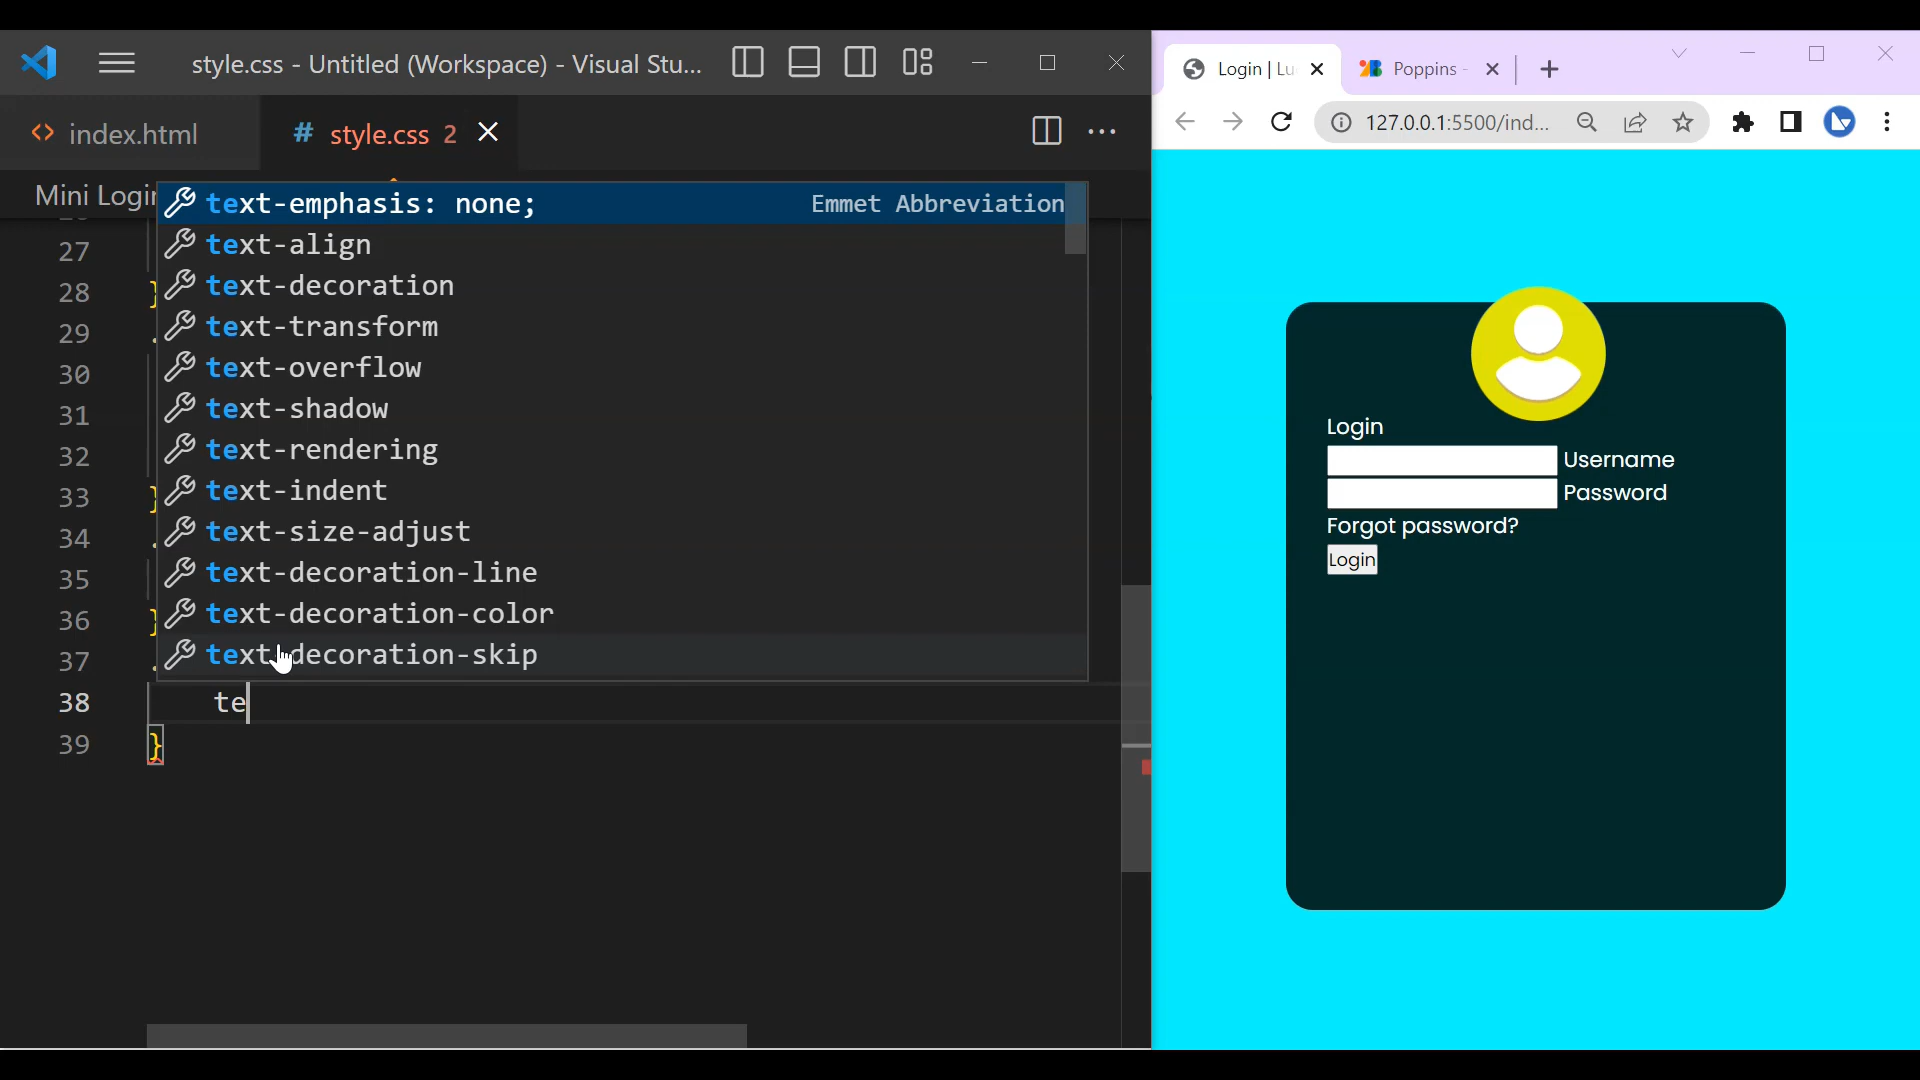 style.css - Untitled (Workspace) - Visual Stu...
<> index.html
# style.css 2
Mini Login
text-emphasis: none; Emmet Abbreviation
text-align
text-decoration
text-transform
text-overflow
text-shadow
text-rendering
text-indent
text-size-adjust
text-decoration-line
text-decoration-color
text-decoration-skip
27
28 }
29 .
30
31
32
33 }
34 .
35
36 }
37 .
38 te
39 }
Login | Lu
Poppins -
127.0.0.1:5500/ind...
Login
Username
Password
Forgot password?
Login